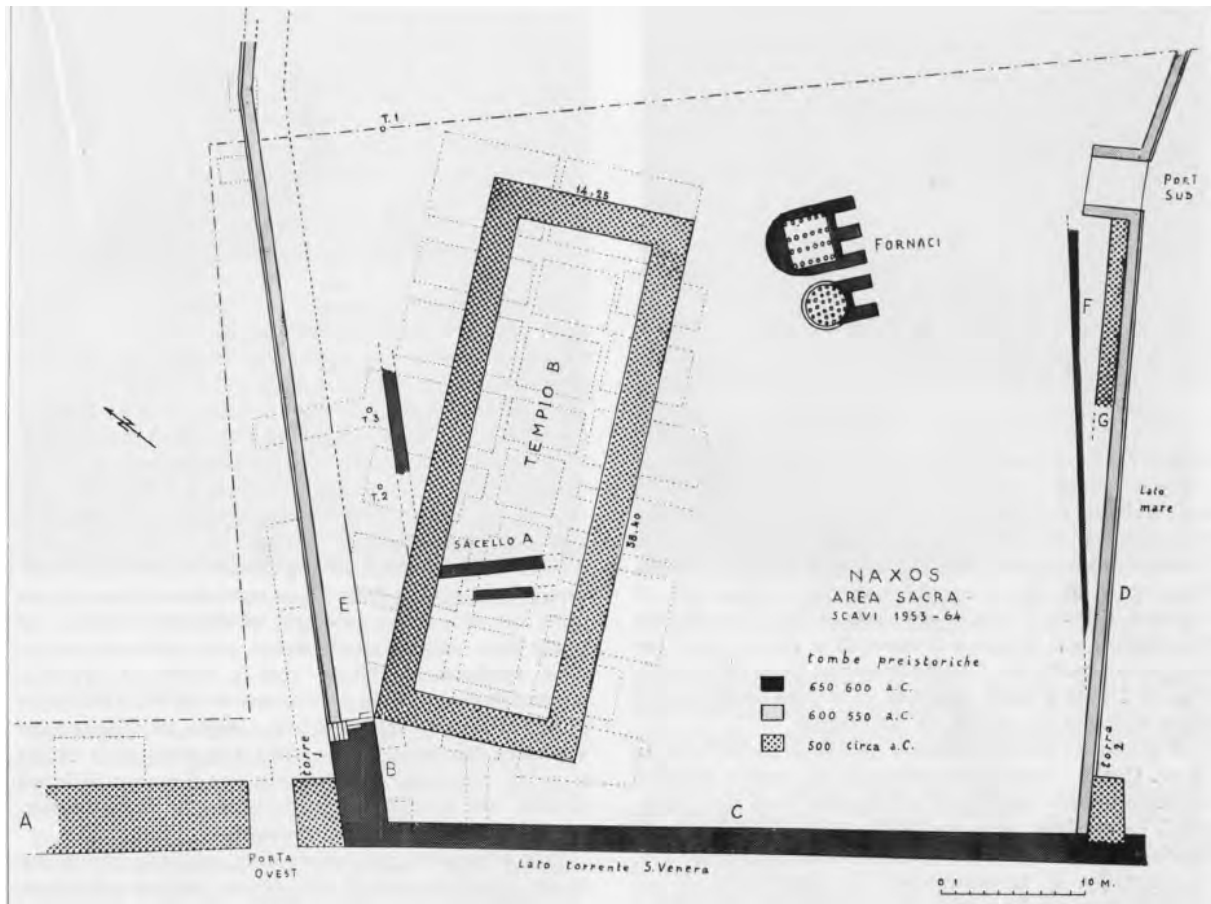 T.1
14.25
PORT
SUD
FORNACI
F
TEMPIO B
T.3
G
T.2
Lato
mare
N
SACELLO A
38.40
NAXOS
AREA SACRA
SCAVI 1953-64
E
D
tombe preistoriche
650 600 a.C.
600 550 a.C.
500 circa a.C.
torre
1
B
torra
2
A
C
PORTA
OVEST
Lato torrente S. Venera
0 1 10 M.